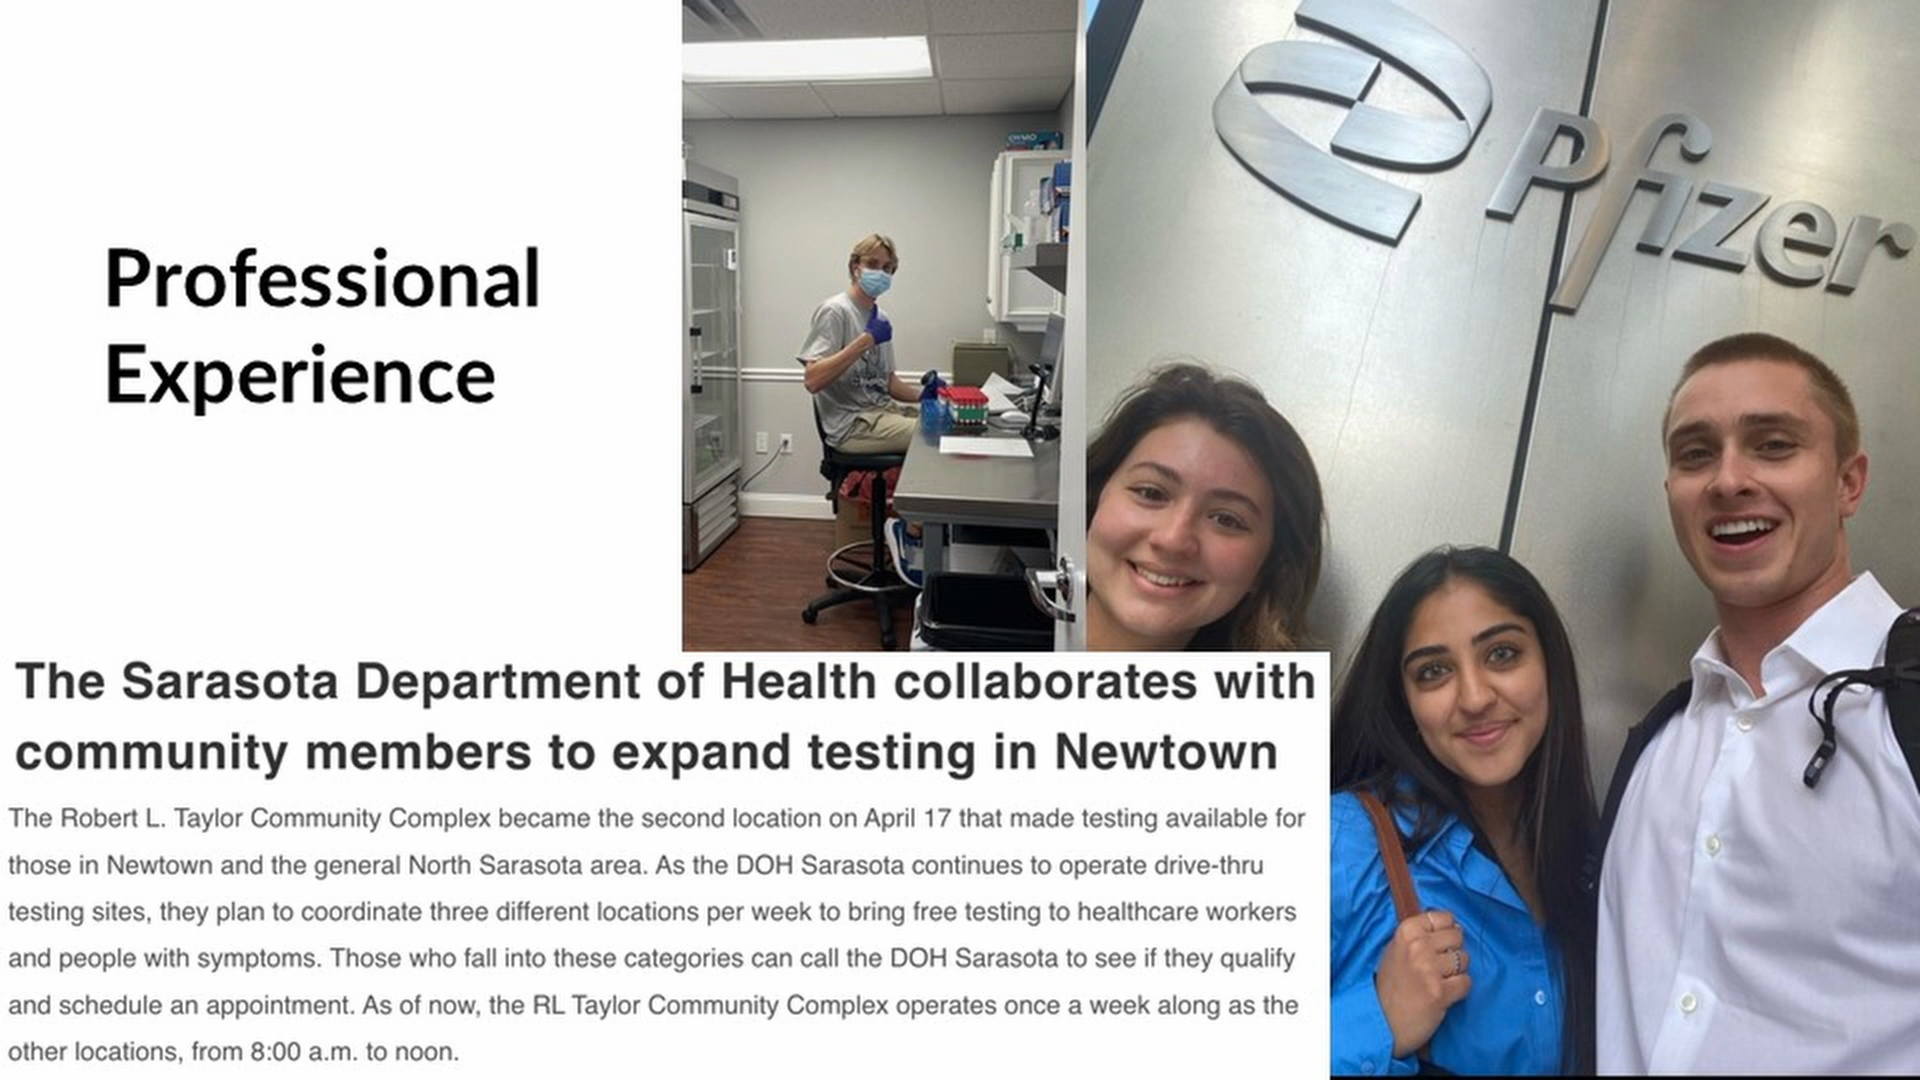 Professional
Experience
DYMO
Pfizer
The Sarasota Department of Health collaborates with
community members to expand testing in Newtown
The Robert L. Taylor Community Complex became the second location on April 17 that made testing available for
those in Newtown and the general North Sarasota area. As the DOH Sarasota continues to operate drive-thru
testing sites, they plan to coordinate three different locations per week to bring free testing to healthcare workers
and people with symptoms. Those who fall into these categories can call the DOH Sarasota to see if they qualify
and schedule an appointment. As of now, the RL Taylor Community Complex operates once a week along as the
other locations, from 8:00 a.m. to noon.